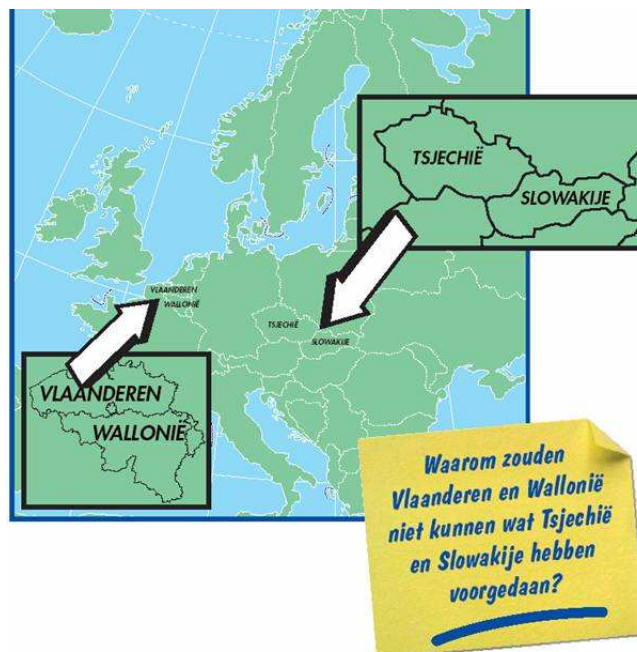 TSJECHIË
SLOWAKIJE
VLAANDEREN
WALLONIË
TSJECHIË
SLOWAKIJE
VLAANDEREN
WALLONIË
Waarom zouden
Vlaanderen en Wallonië
niet kunnen wat Tsjechië
en Slowakije hebben
voorgedaan?